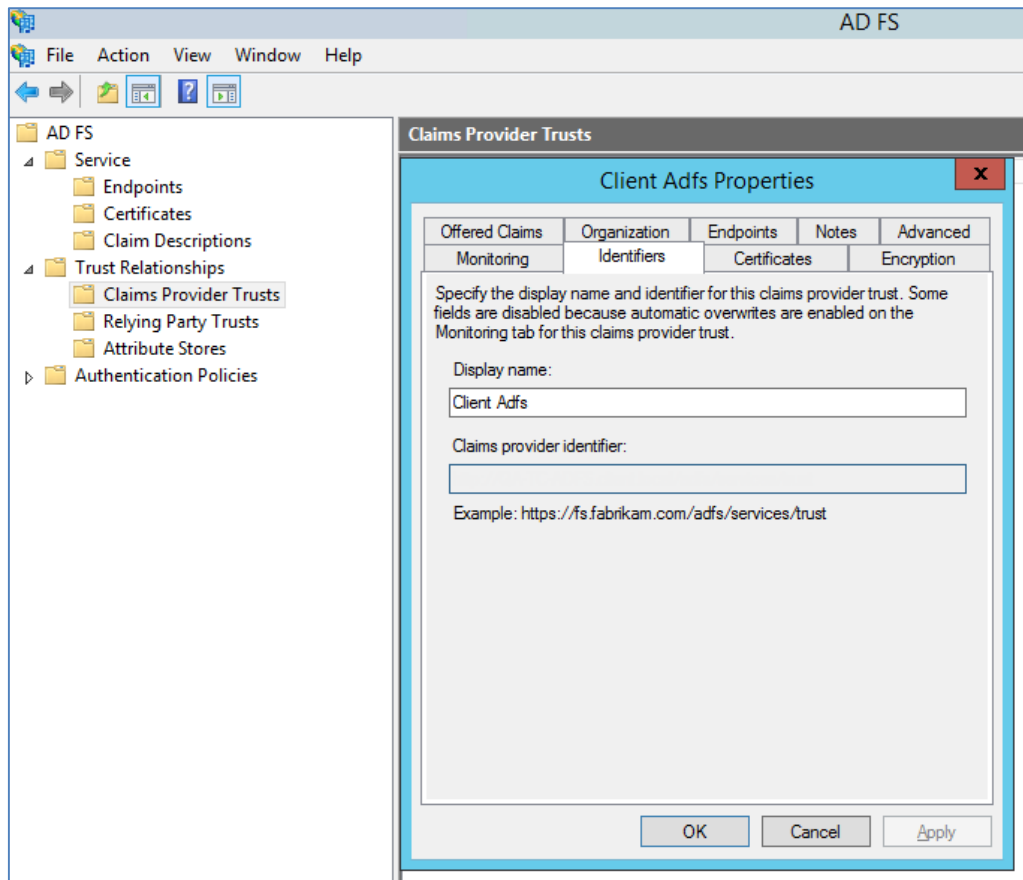 AD FS
File Action View Window Help
AD FS
Service
Endpoints
Certificates
Claim Descriptions
Trust Relationships
Claims Provider Trusts
Relying Party Trusts
Attribute Stores
Authentication Policies
Claims Provider Trusts
Client Adfs Properties
x
Offered Claims Organization Endpoints Notes Advanced
Monitoring Identifiers Certificates Encryption
Specify the display name and identifier for this claims provider trust. Some
fields are disabled because automatic overwrites are enabled on the
Monitoring tab for this claims provider trust.
Display name:
Client Adfs
Claims provider identifier:
Example: https://fs.fabrikam.com/adfs/services/trust
OK Cancel Apply